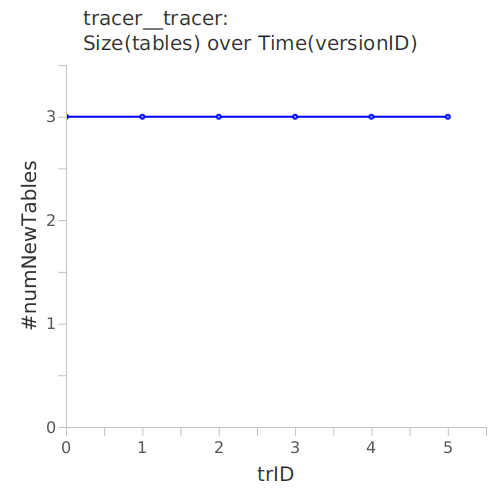 tracer__tracer:
Size(tables) over Time(versionID)
3
2
1
0
#numNewTables
0 1 2 3 4 5
trID